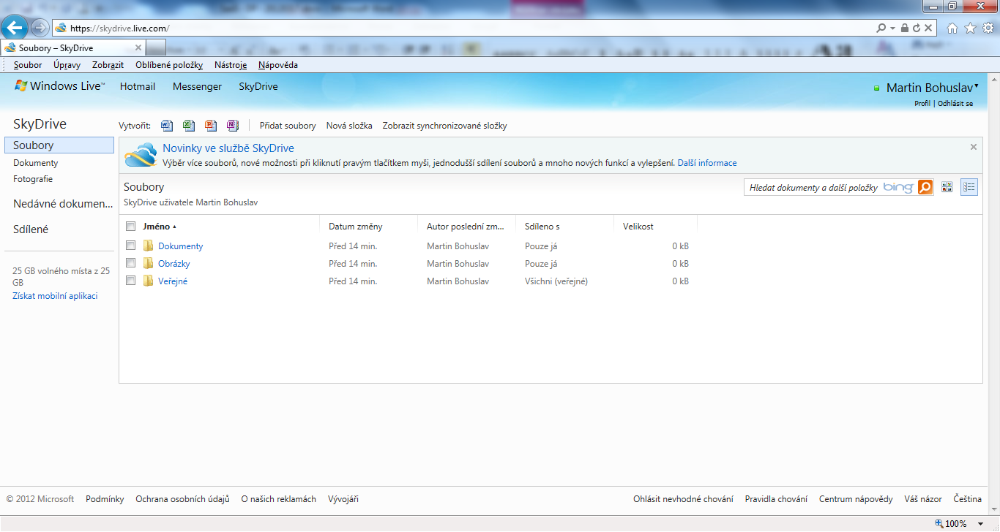 https://skydrive.live.com/
Soubory – SkyDrive
Soubor Úpravy Zobrazit Oblíbené položky Nástroje Nápověda
Windows Live™ Hotmail Messenger SkyDrive
Martin Bohuslav
Profil | Odhlásit se
SkyDrive
Vytvořit: Přidat soubory Nová složka Zobrazit synchronizované složky
Soubory
Dokumenty
Fotografie
Nedávné dokumen...
Sdílené
25 GB volného místa z 25
GB
Získat mobilní aplikaci
Novinky ve službě SkyDrive
Výběr více souborů, nové možnosti při kliknutí pravým tlačítkem myši, jednodušší sdílení souborů a mnoho nových funkcí a vylepšení. Další informace
Soubory
SkyDrive uživatele Martin Bohuslav
Hledat dokumenty a další položky bing
Jméno Datum změny Autor poslední zm... Sdíleno s Velikost
Dokumenty Před 14 min. Martin Bohuslav Pouze já 0 kB
Obrázky Před 14 min. Martin Bohuslav Pouze já 0 kB
Veřejné Před 14 min. Martin Bohuslav Všichni (veřejné) 0 kB
© 2012 Microsoft Podmínky Ochrana osobních údajů O našich reklamách Vývojáři Ohlásit nevhodné chování Pravidla chování Centrum nápovědy Váš názor Čeština
100%